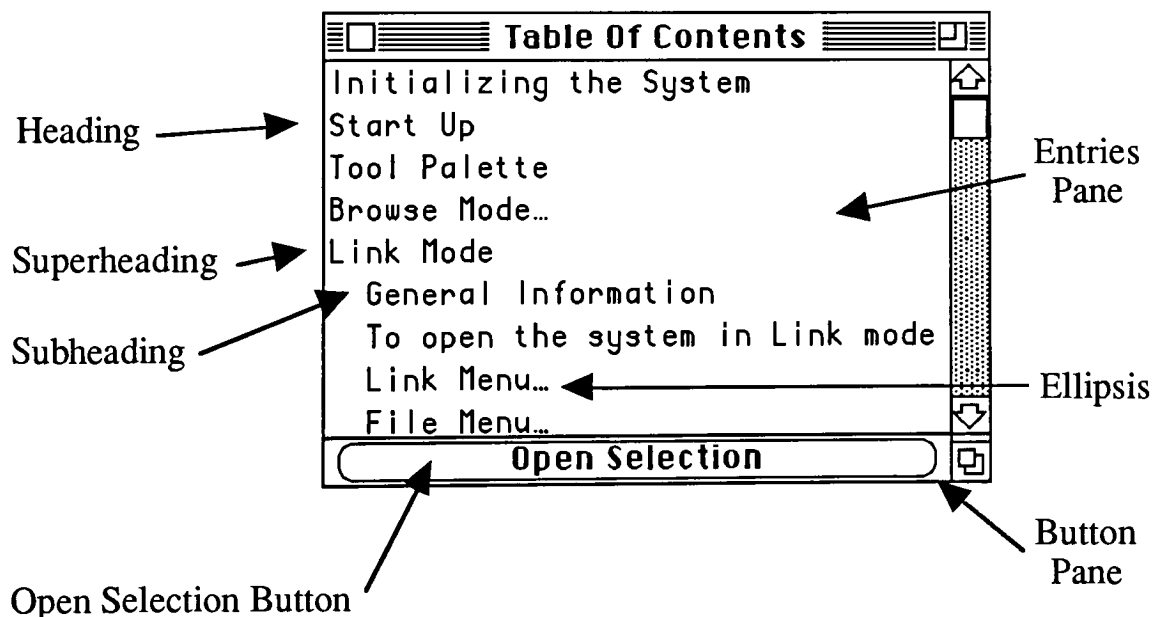 Table Of Contents
Initializing the System
Heading
Start Up
Tool Palette
Entries
Pane
Browse Mode…
Superheading
Link Mode
General Information
Subheading
To open the system in Link mode
Link Menu…
Ellipsis
File Menu…
Open Selection
Button
Pane
Open Selection Button